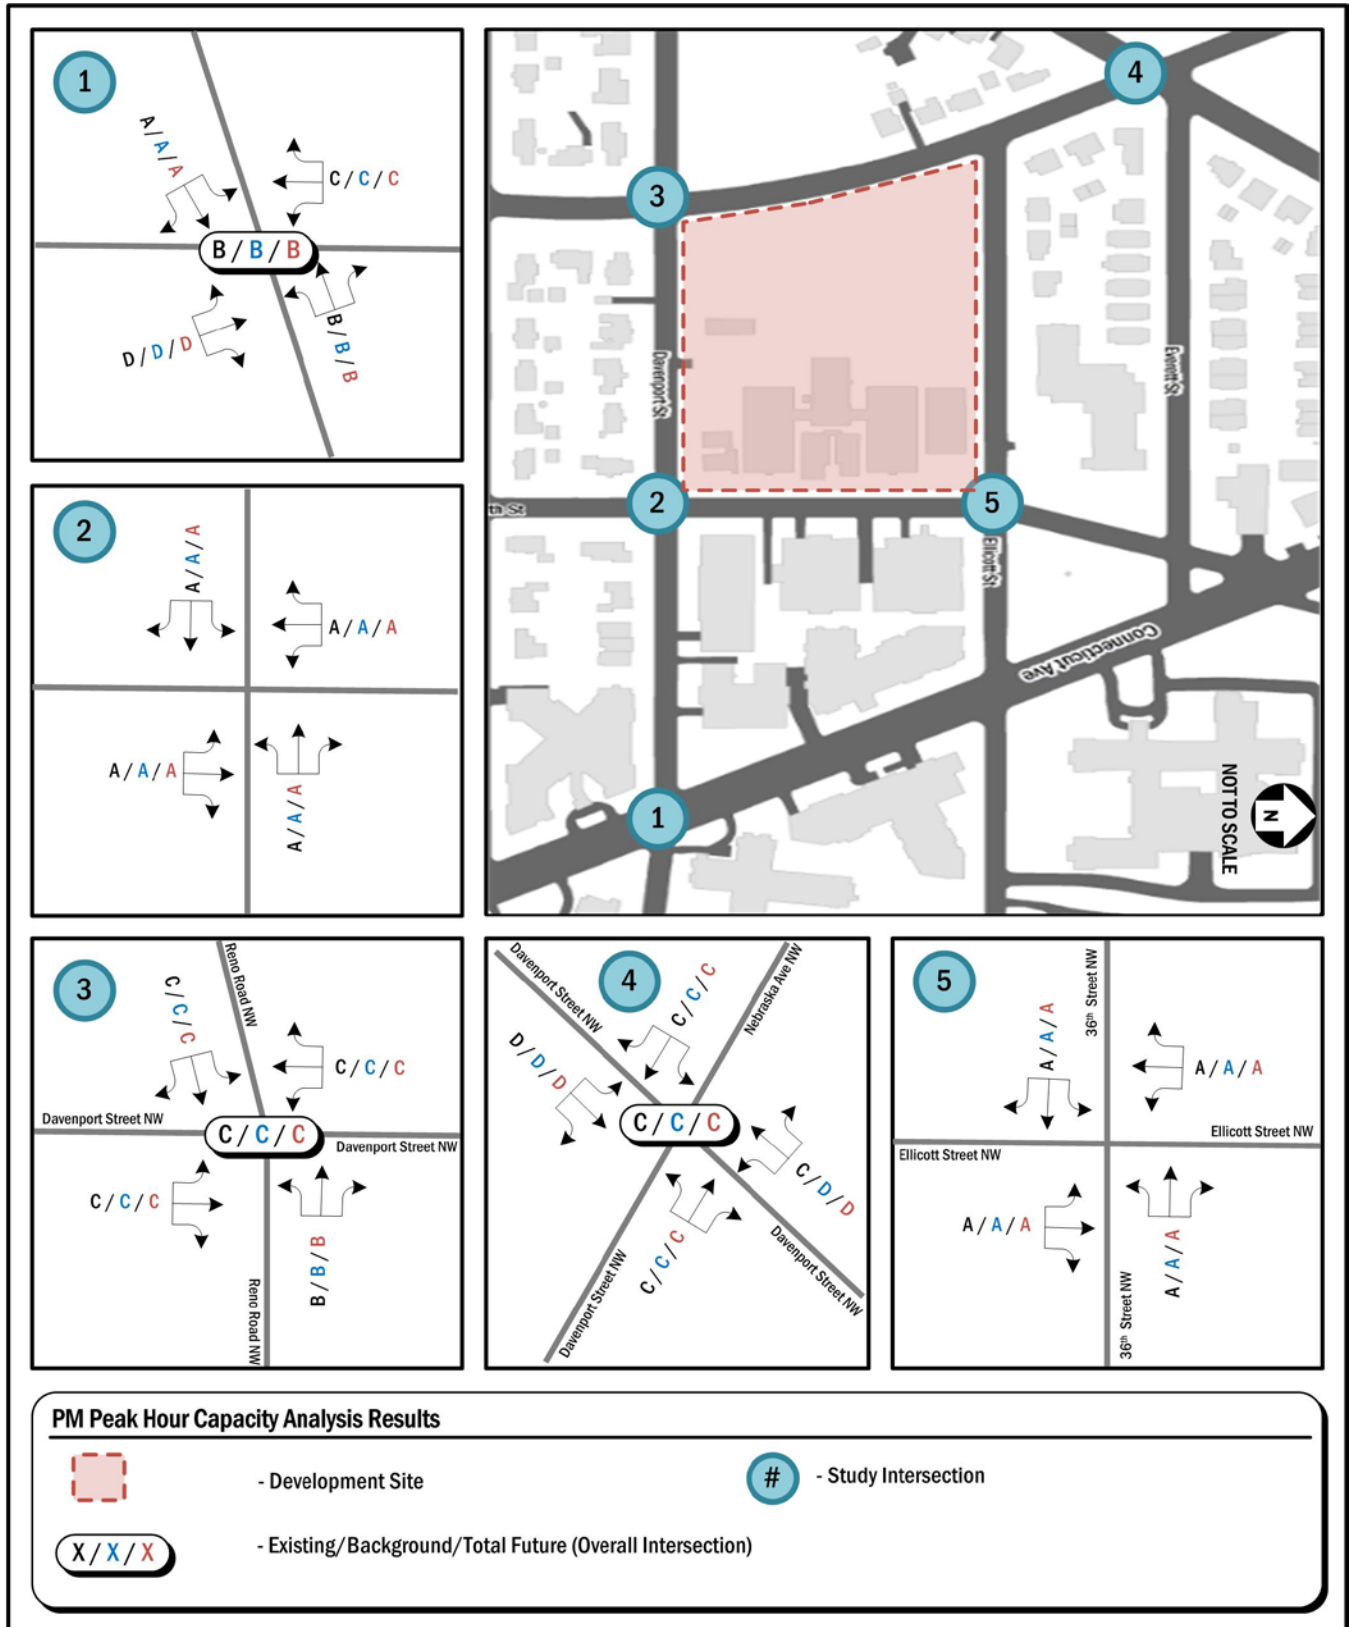 1
A / A / A
C / C / C
B / B / B
D / D / D
B / B / B
4
3
Davenport St
Everett St
2
5
th St
Ellicott St
Connecticut Ave
1
NOT TO SCALE
N
2
A / A / A
A / A / A
A / A / A
A / A / A
3
Reno Road NW
C / C / C
C / C / C
Davenport Street NW
C / C / C
Davenport Street NW
C / C / C
B / B / B
Reno Road NW
4
Davenport Street NW
C / C / C
Nebraska Ave NW
D / D / D
C / C / C
C / D / D
C / C / C
Davenport Street NW
Davenport Street NW
5
36th Street NW
A / A / A
A / A / A
Ellicott Street NW
Ellicott Street NW
A / A / A
A / A / A
36th Street NW
PM Peak Hour Capacity Analysis Results
- Development Site
# - Study Intersection
X / X / X - Existing/Background/Total Future (Overall Intersection)